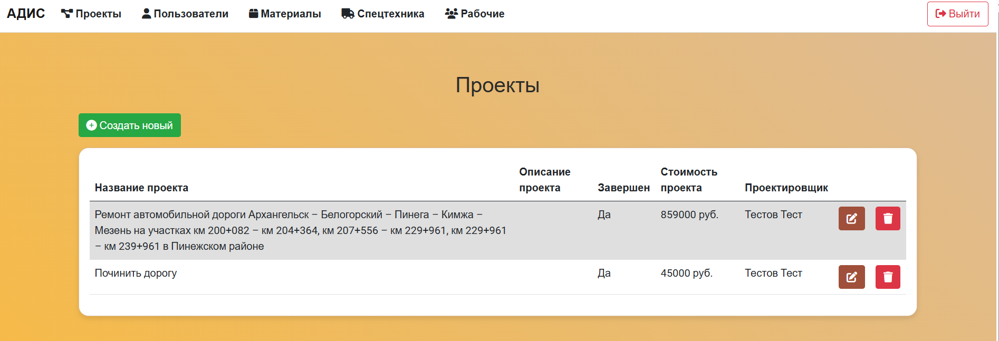 АДИС Проекты Пользователи Материалы Спецтехника Рабочие Выйти
Проекты
Создать новый
Название проекта Описание проекта Завершен Стоимость проекта Проектировщик
Ремонт автомобильной дороги Архангельск – Белогорский – Пинега – Кимжа – Да 859000 руб. Тестов Тест
Мезень на участках км 200+082 – км 204+364, км 207+556 – км 229+961, км 229+961
– км 239+961 в Пинежском районе
Починить дорогу Да 45000 руб. Тестов Тест